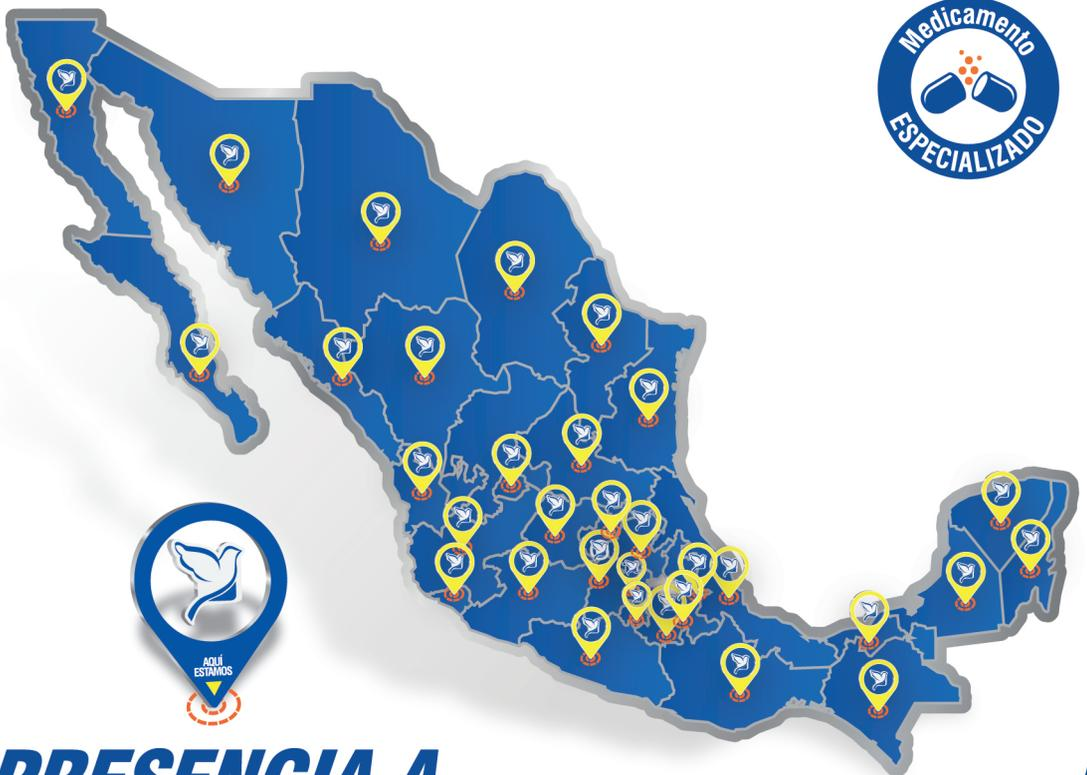 Medicamento
ESPECIALIZADO
AQUÍ
ESTAMOS
PRESENCIA A